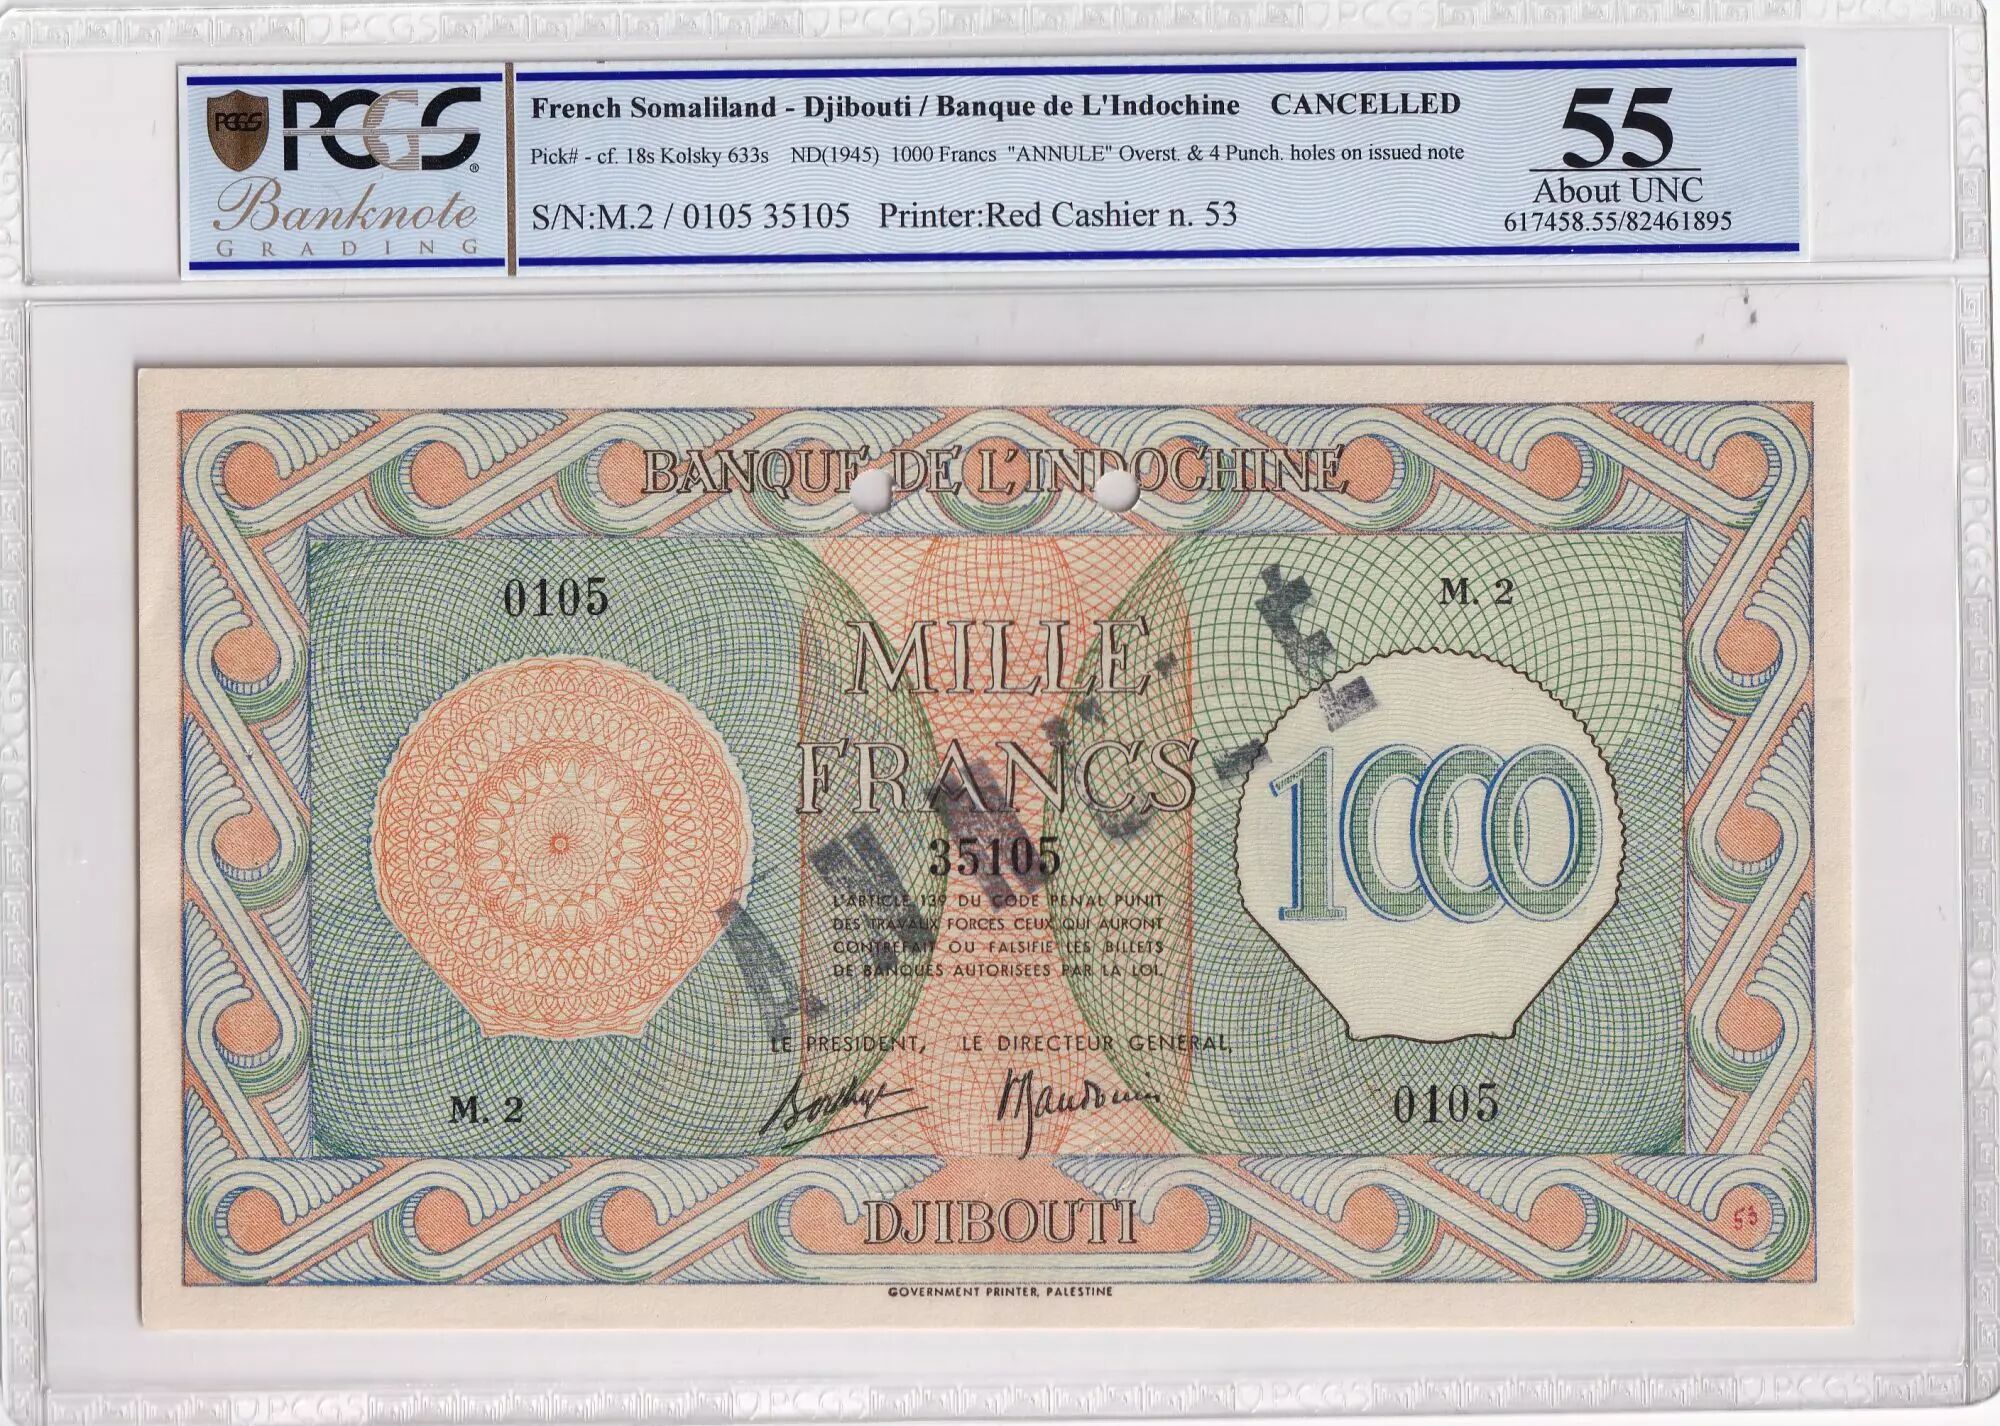 PCGS
PCGS®
Banknote
GRADING
French Somaliland - Djibouti / Banque de L'Indochine CANCELLED
Pick# - cf. 18s Kolsky 633s ND(1945) 1000 Francs "ANNULE" Overst. & 4 Punch. holes on issued note
S/N:M.2 / 0105 35105 Printer:Red Cashier n. 53
55
About UNC
617458.55/82461895
BANQUE DE L'INDOCHINE
0105
M. 2
MILLE
FRANCS
1000
35105
L'ARTICLE 139 DU CODE PENAL PUNIT
DES TRAVAUX FORCES CEUX QUI AURONT
CONTREFAIT OU FALSIFIE LES BILLETS
DE BANQUES AUTORISEES PAR LA LOI.
LE PRESIDENT, LE DIRECTEUR GENERAL,
M. 2
0105
DJIBOUTI
53
GOVERNMENT PRINTER, PALESTINE